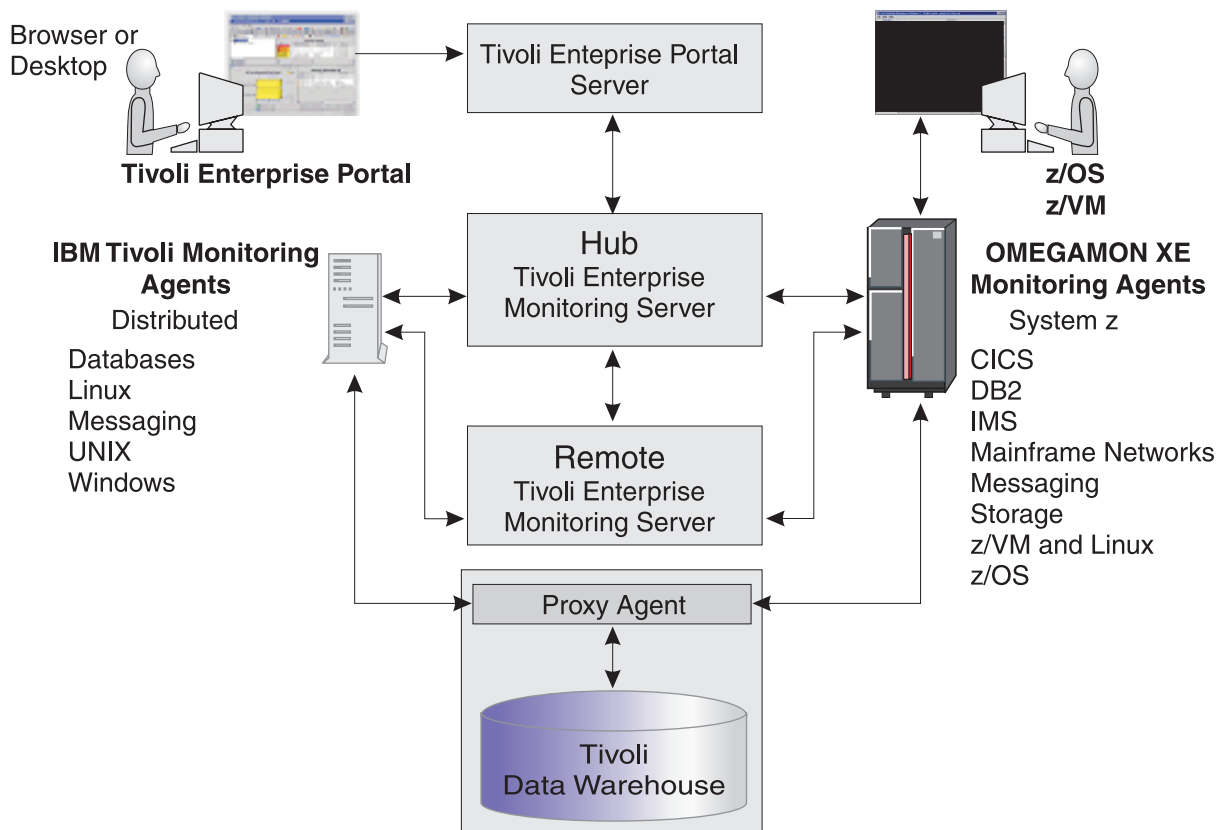 Browser or
Desktop
Tivoli Enterprise Portal
Tivoli Enteprise Portal
Server
z/OS
z/VM
IBM Tivoli Monitoring
Agents
Distributed
Databases
Linux
Messaging
UNIX
Windows
Hub
Tivoli Enterprise
Monitoring Server
Remote
Tivoli Enterprise
Monitoring Server
OMEGAMON XE
Monitoring Agents
System z
CICS
DB2
IMS
Mainframe Networks
Messaging
Storage
z/VM and Linux
z/OS
Proxy Agent
Tivoli
Data Warehouse